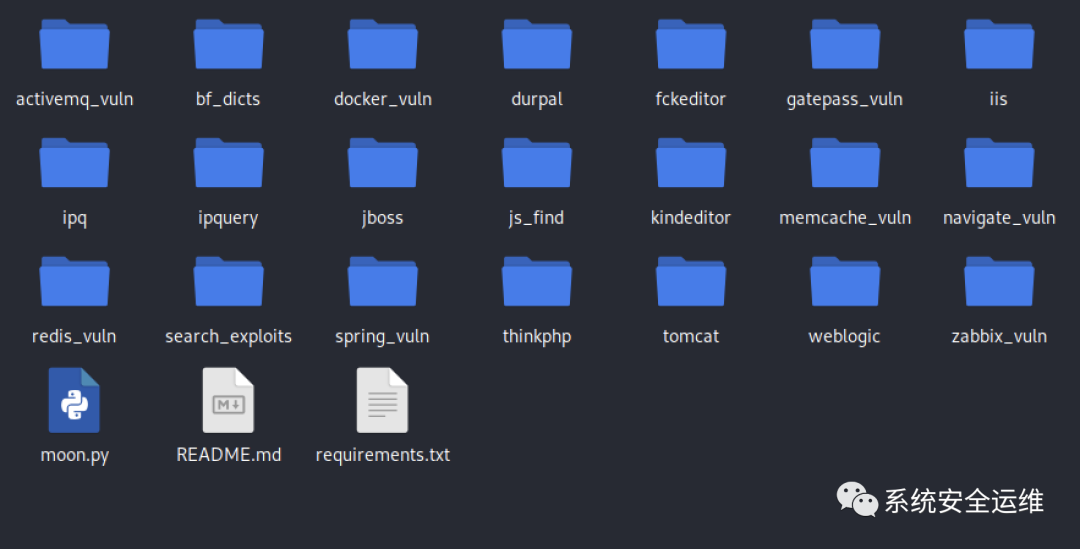 activemq_vuln bf_dicts docker_vuln durpal fckeditor gatepass_vuln iis
ipq ipquery jboss js_find kindeditor memcache_vuln navigate_vuln
redis_vuln search_exploits spring_vuln thinkphp tomcat weblogic zabbix_vuln
M
moon.py README.md requirements.txt
系统安全运维